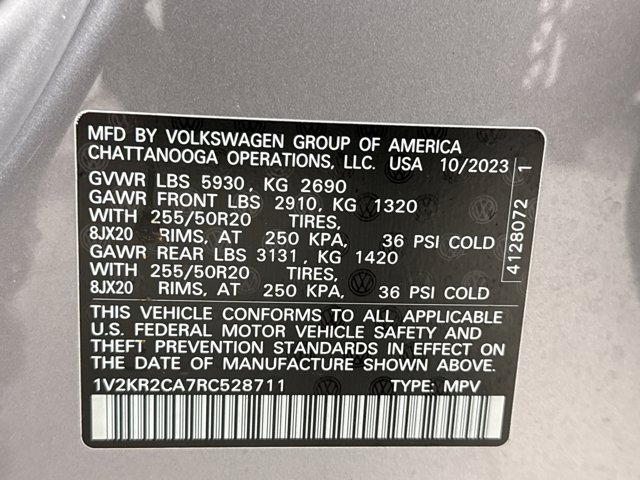 MFD BY VOLKSWAGEN GROUP OF AMERICA
CHATTANOOGA OPERATIONS, LLC. USA 10/2023
GVWR LBS 5930, KG 2690
GAWR FRONT LBS 2910, KG 1320
WITH 255/50R20 TIRES,
8JX20 RIMS, AT 250 KPA, 36 PSI COLD
GAWR REAR LBS 3131, KG 1420
WITH 255/50R20 TIRES,
8JX20 RIMS, AT 250 KPA, 36 PSI COLD
THIS VEHICLE CONFORMS TO ALL APPLICABLE
U.S. FEDERAL MOTOR VEHICLE SAFETY AND
THEFT PREVENTION STANDARDS IN EFFECT ON
THE DATE OF MANUFACTURE SHOWN ABOVE.
1V2KR2CA7RC528711 TYPE: MPV
4128072 1